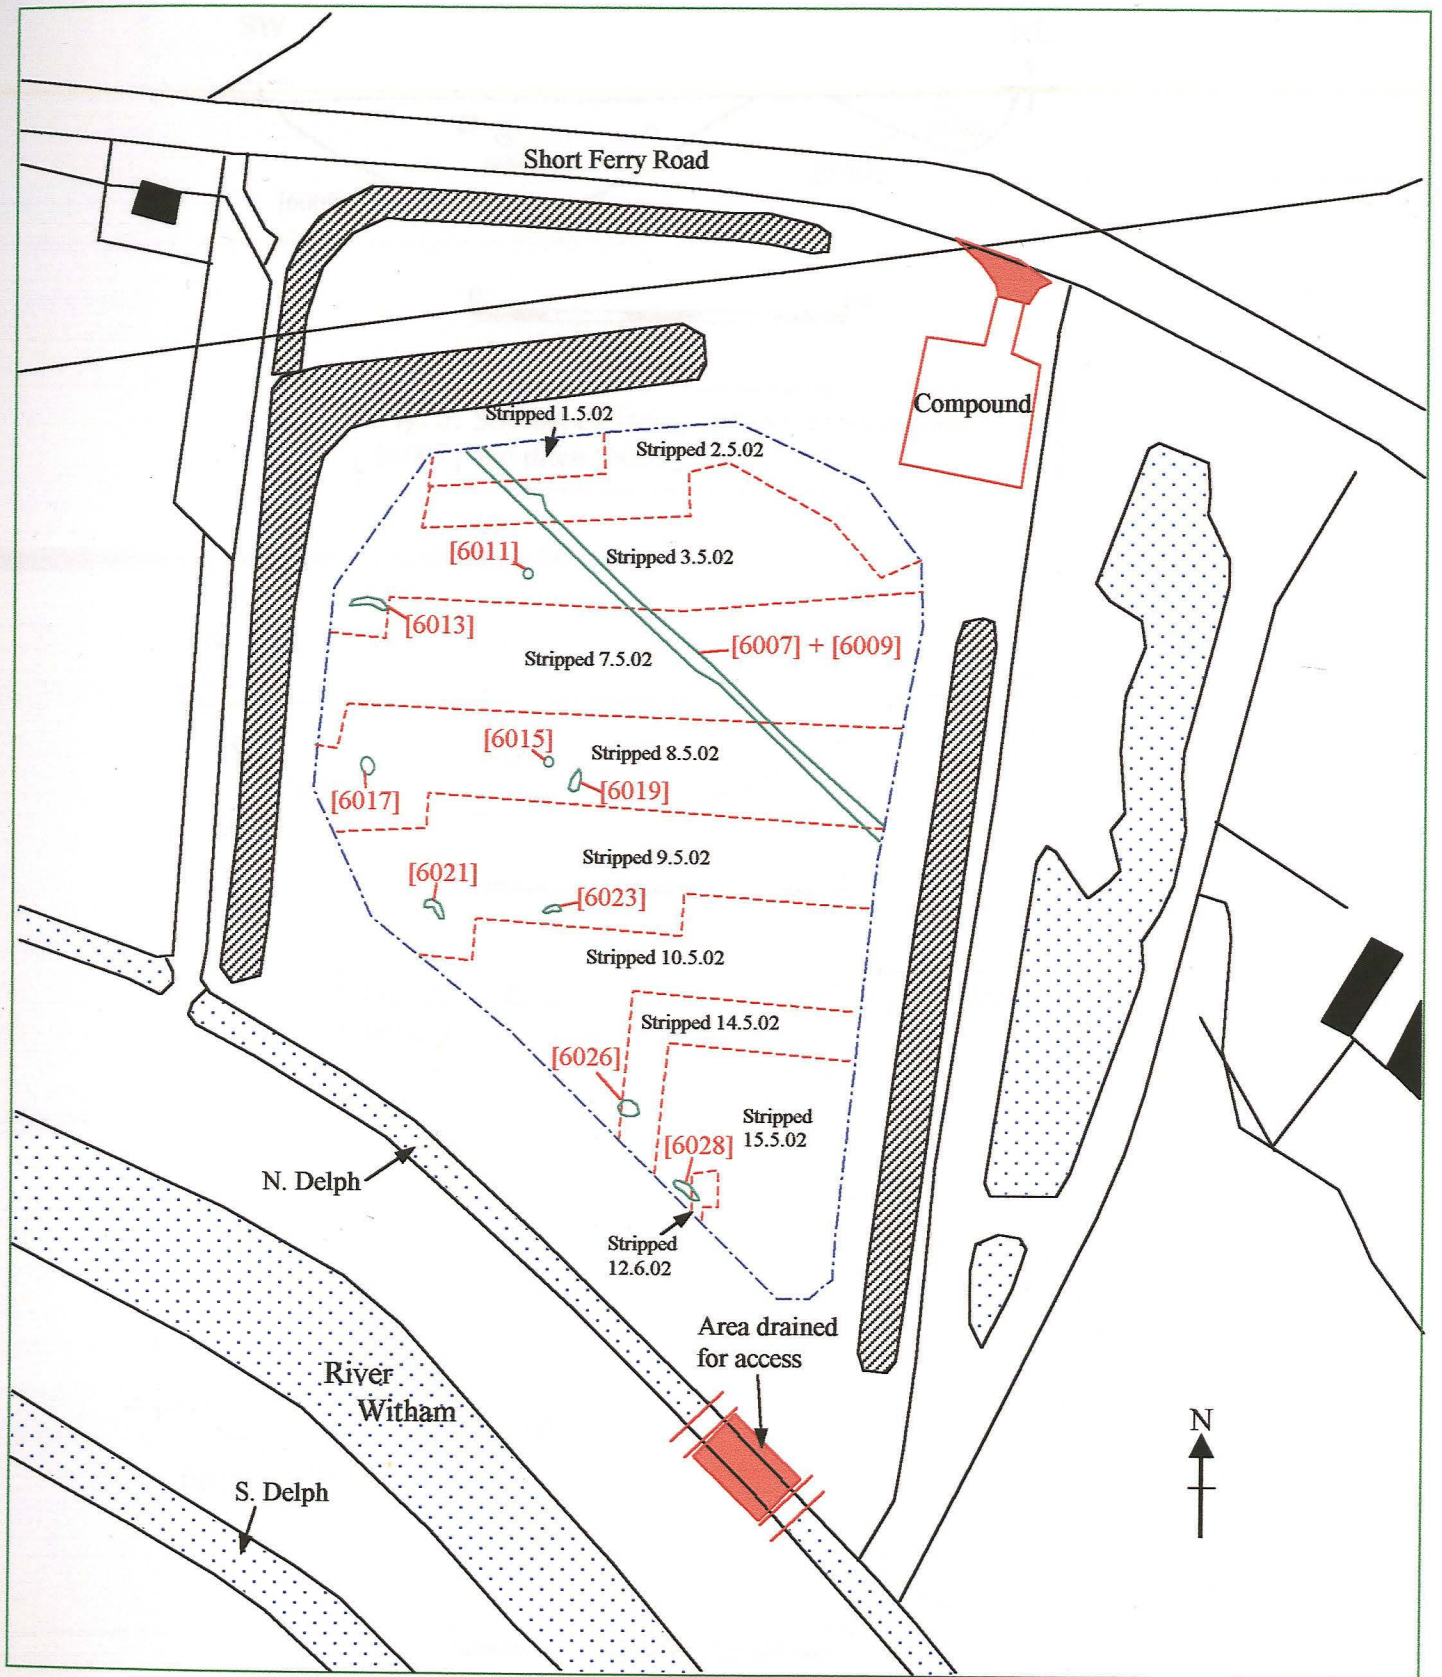 Short Ferry Road
Compound
Stripped 1.5.02
Stripped 2.5.02
[6011]
Stripped 3.5.02
[6013]
[6007] + [6009]
Stripped 7.5.02
[6015]
Stripped 8.5.02
[6017]
[6019]
Stripped 9.5.02
[6021]
[6023]
Stripped 10.5.02
Stripped 14.5.02
[6026]
Stripped
15.5.02
[6028]
N. Delph
Stripped
12.6.02
Area drained
for access
River
Witham
N
S. Delph